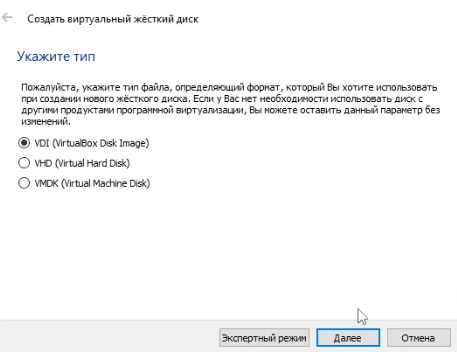 Создать виртуальный жёсткий диск
Укажите тип
Пожалуйста, укажите тип файла, определяющий формат, который Вы хотите использовать
при создании нового жёсткого диска. Если у Вас нет необходимости использовать диск с
другими продуктами программной виртуализации, Вы можете оставить данный параметр без
изменений.
VDI (VirtualBox Disk Image)
VHD (Virtual Hard Disk)
VMDK (Virtual Machine Disk)
Экспертный режим Далее Отмена